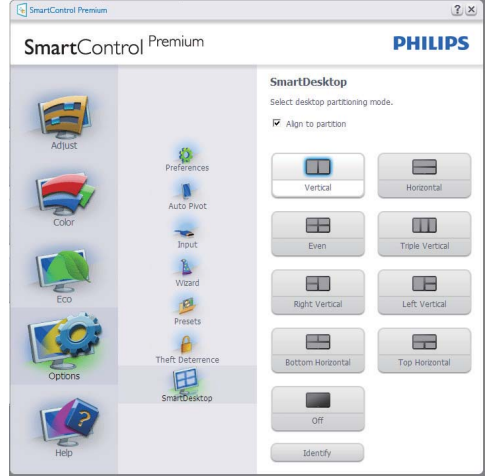 SmartControl Premium
SmartControl Premium
PHILIPS
Adjust
Color
Eco
Options
Help
Preferences
Auto Pivot
Input
Wizard
Presets
Theft Deterrence
SmartDesktop
SmartDesktop
Select desktop partitioning mode.
Align to partition
Vertical
Horizontal
Even
Triple Vertical
Right Vertical
Left Vertical
Bottom Horizontal
Top Horizontal
Off
Identify